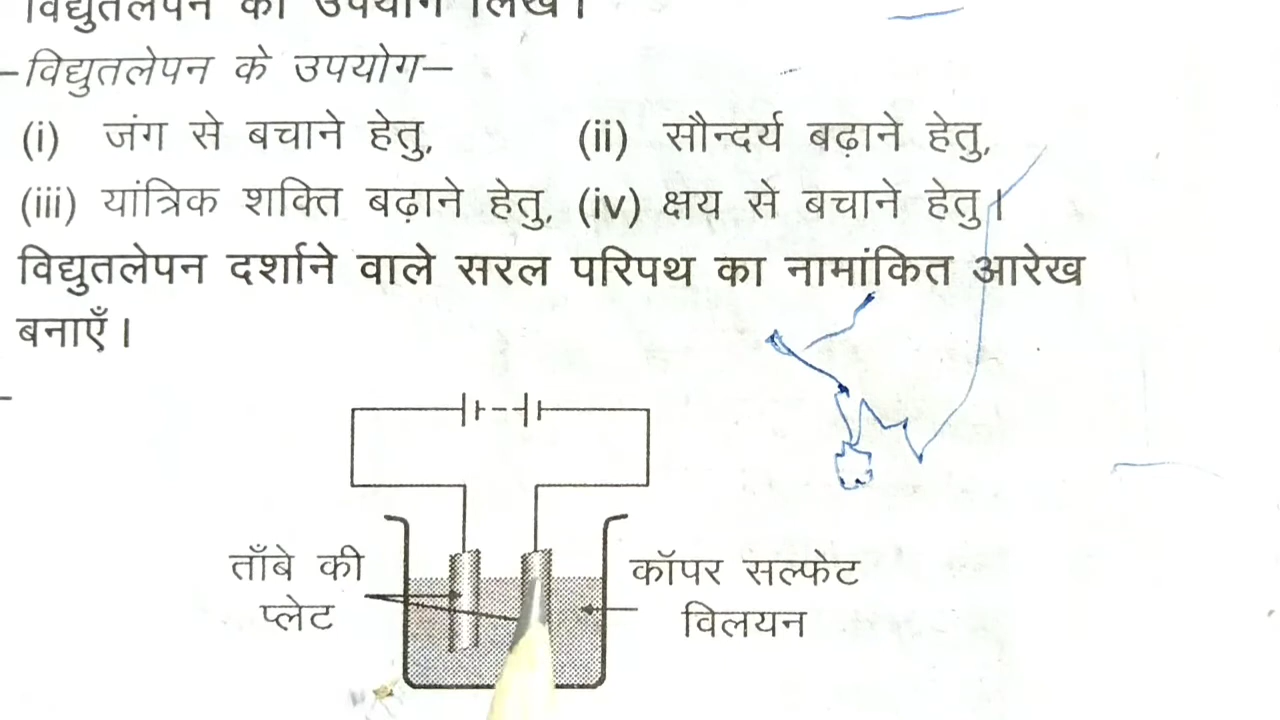 विद्युतलेपन का उपयोग लिखें।
–विद्युतलेपन के उपयोग–
(i) जंग से बचाने हेतु, (ii) सौन्दर्य बढ़ाने हेतु,
(iii) यांत्रिक शक्ति बढ़ाने हेतु, (iv) क्षय से बचाने हेतु।
विद्युतलेपन दर्शाने वाले सरल परिपथ का नामांकित आरेख
बनाएँ।
ताँबे की
प्लेट
कॉपर सल्फेट
विलयन